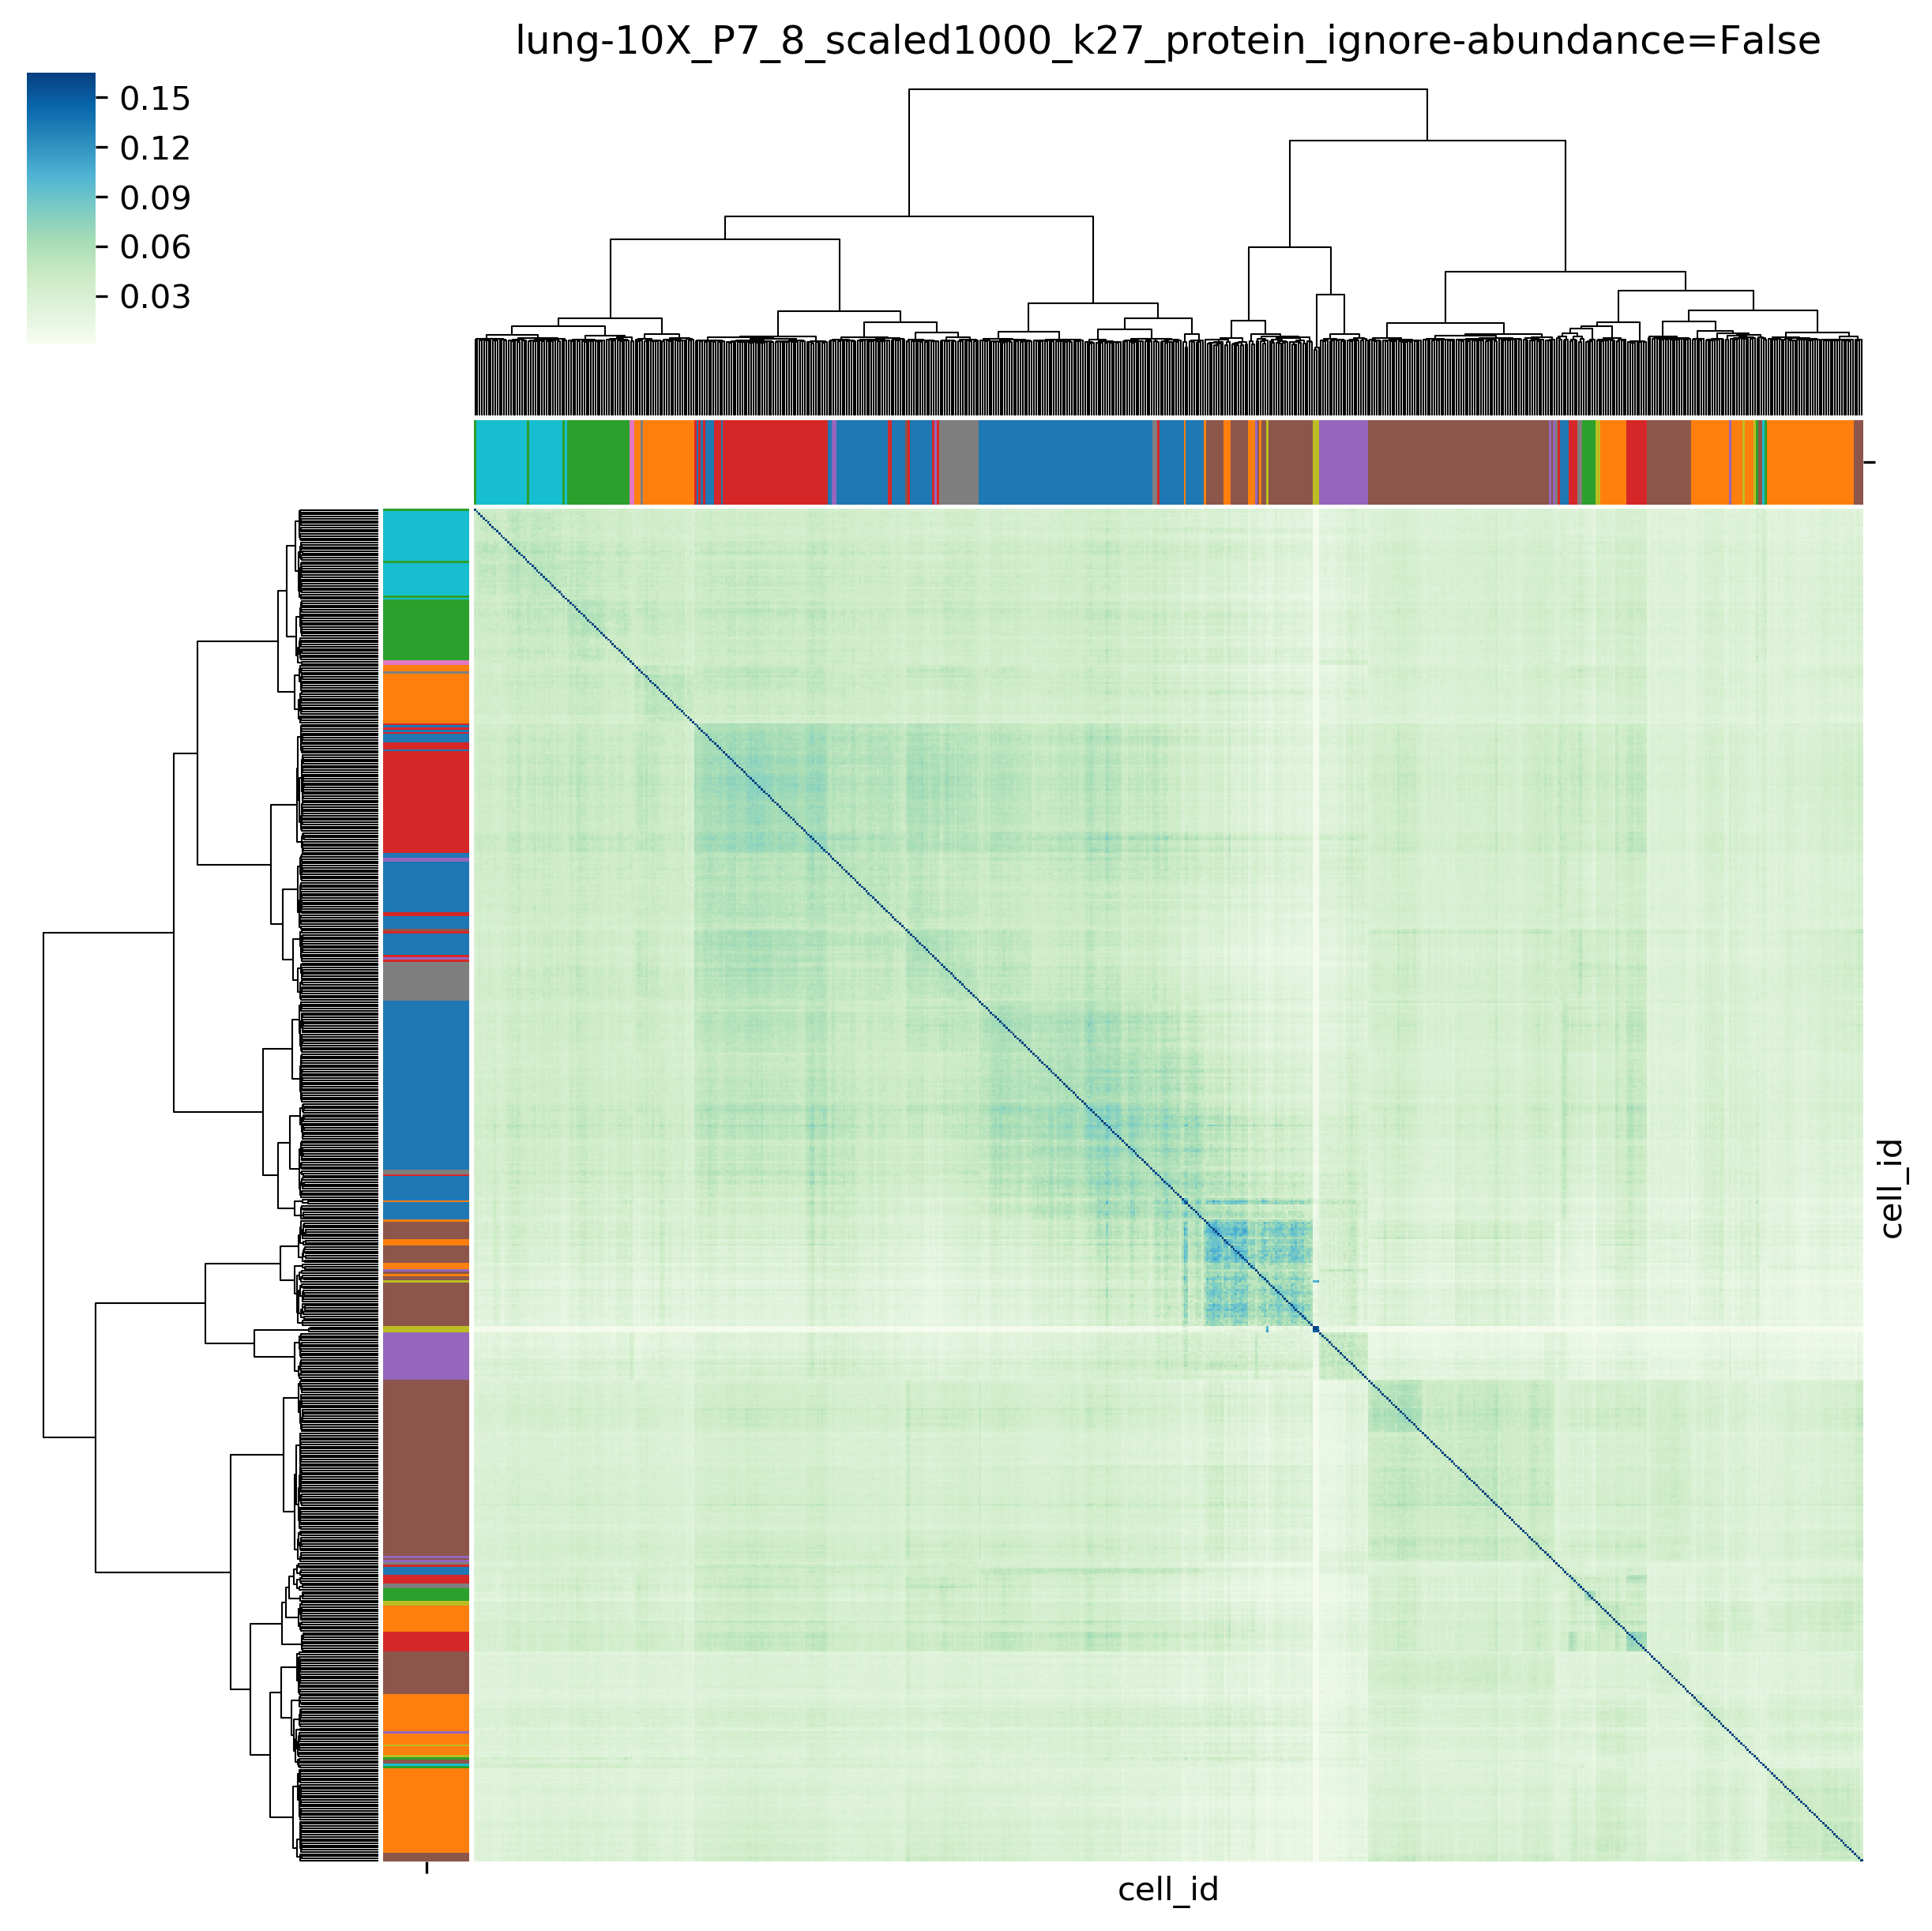 lung-10X_P7_8_scaled1000_k27_protein_ignore-abundance=False
0.15
0.12
0.09
0.06
0.03
cell_id
cell_id